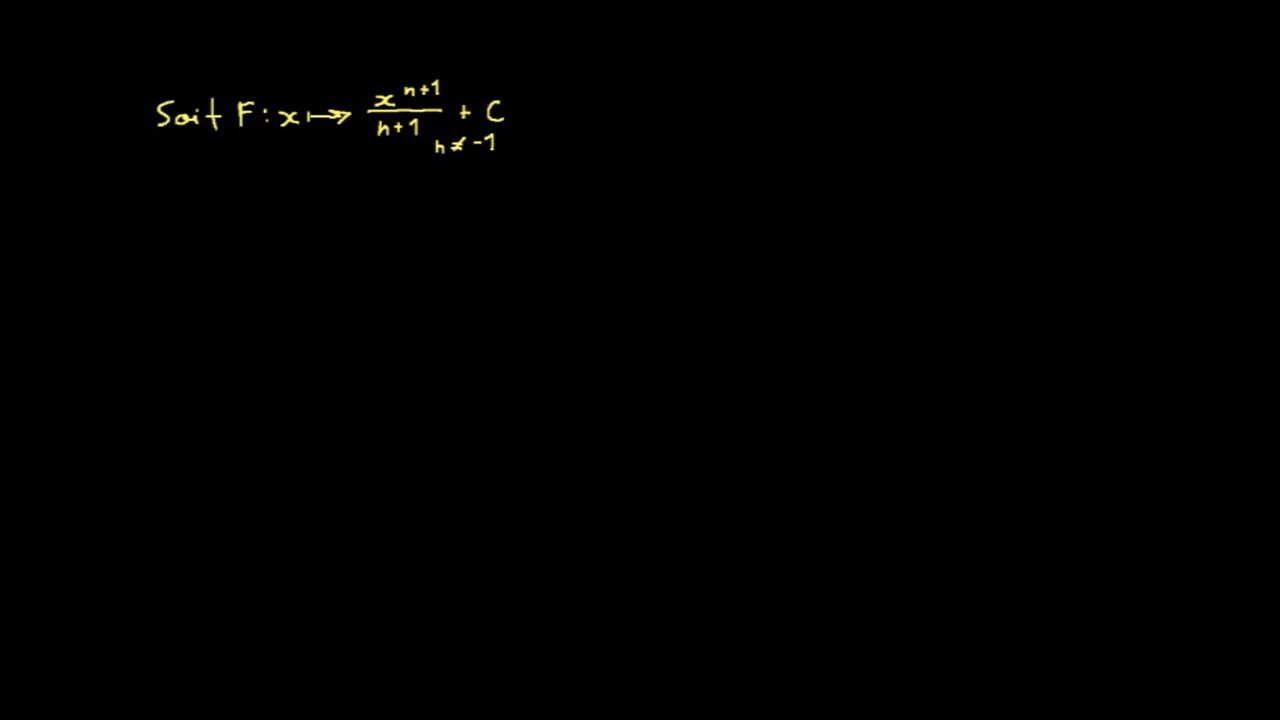 Soit F : x ↦ x^{n+1}/(n+1) + C
n ≠ -1